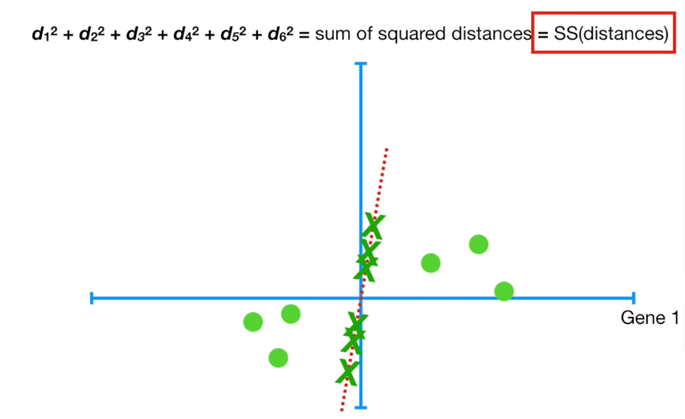 d₁² + d₂² + d₃² + d₄² + d₅² + d₆² = sum of squared distances = SS(distances)
Gene 1